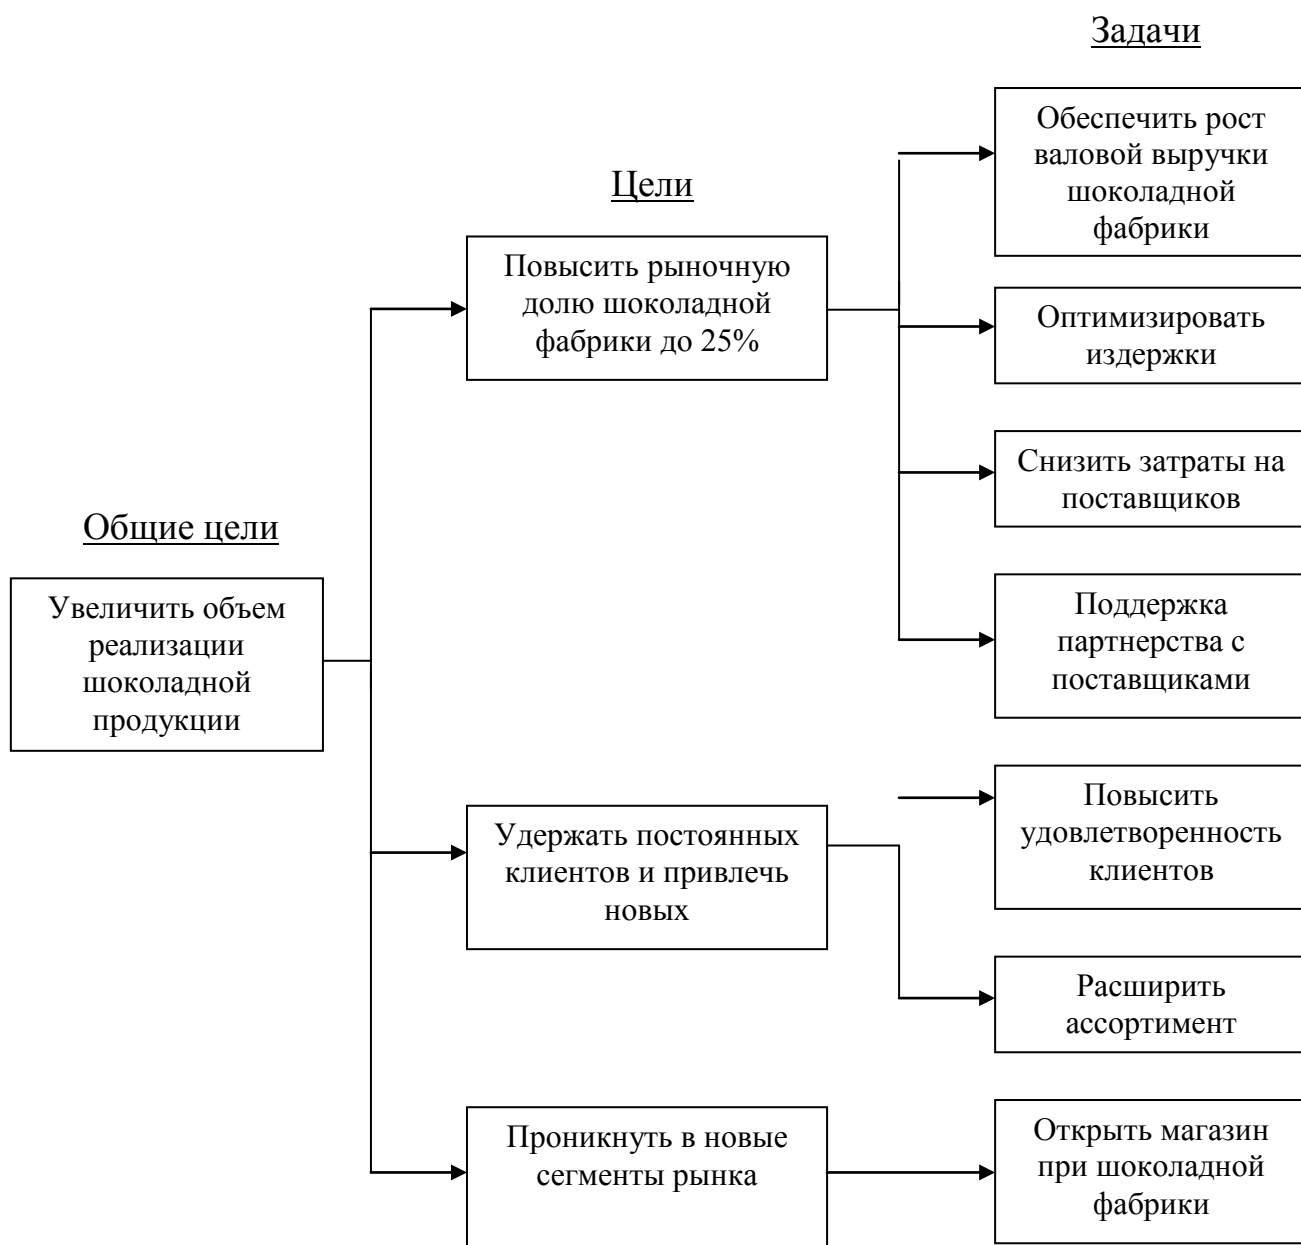 Задачи
Обеспечить рост
валовой выручки
шоколадной
фабрики
Цели
Повысить рыночную
долю шоколадной
фабрики до 25%
Оптимизировать
издержки
Снизить затраты на
поставщиков
Общие цели
Увеличить объем
реализации
шоколадной
продукции
Поддержка
партнерства с
поставщиками
Удержать постоянных
клиентов и привлечь
новых
Повысить
удовлетворенность
клиентов
Расширить
ассортимент
Проникнуть в новые
сегменты рынка
Открыть магазин
при шоколадной
фабрики